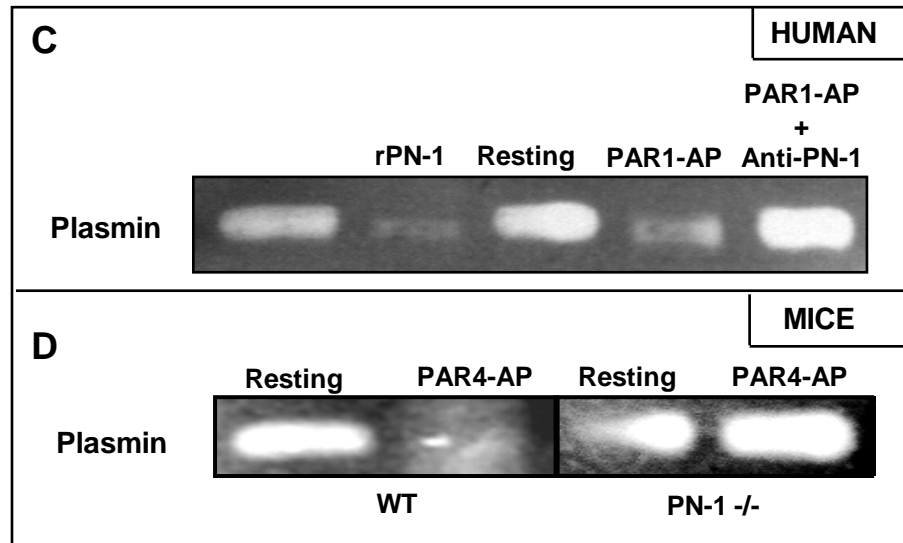 C
HUMAN
rPN-1 Resting PAR1-AP PAR1-AP + Anti-PN-1
Plasmin
D
MICE
Resting PAR4-AP Resting PAR4-AP
Plasmin
WT PN-1 -/-